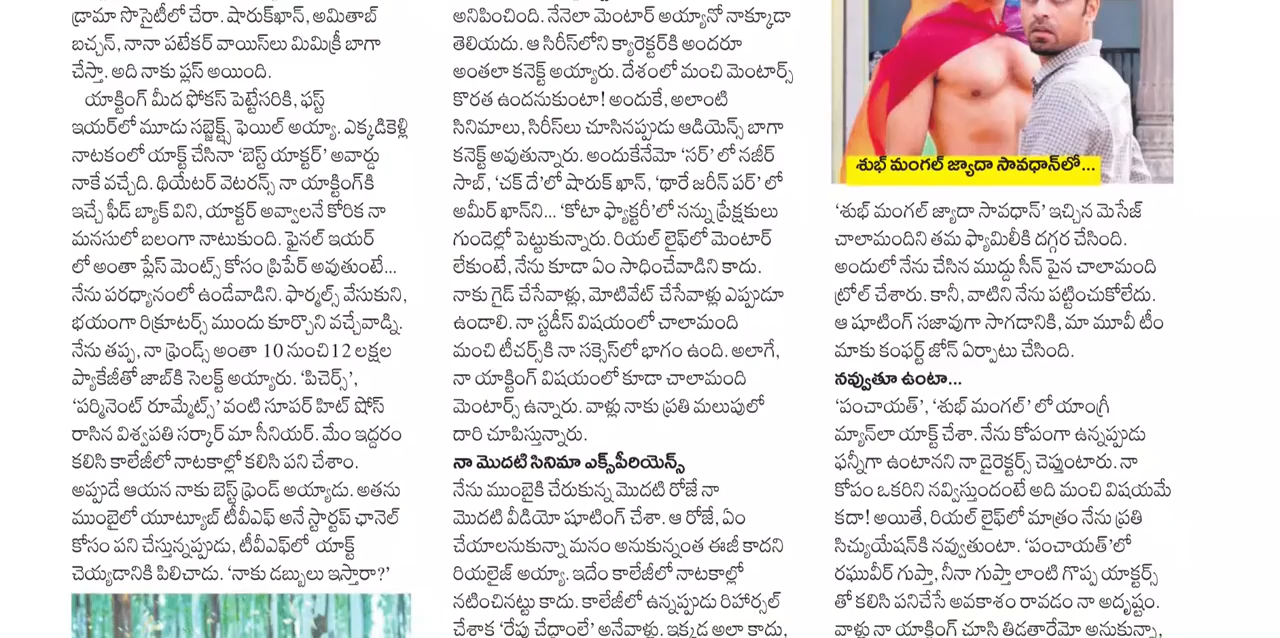 డ్రామా సొసైటీలో చేరా. షారుక్‌ఖాన్, అమితాబ్
బచ్చన్, నానా పటేకర్ వాయిస్‌లు మిమిక్రీ బాగా
చేస్తా. అది నాకు ప్లస్ అయింది.
యాక్టింగ్ మీద ఫోకస్ పెట్టేసరికి, ఫస్ట్
ఇయర్‌లో మూడు సబ్జెక్ట్స్ ఫెయిల్ అయ్యా. ఎక్కడికెళ్లి
నాటకంలో యాక్ట్ చేసినా ‘బెస్ట్ యాక్టర్’ అవార్డు
నాకే వచ్చేది. థియేటర్ వెటరన్స్ నా యాక్టింగ్‌కి
ఇచ్చే ఫీడ్ బ్యాక్ విని, యాక్టర్ అవ్వాలనే కోరిక నా
మనసులో బలంగా నాటుకుంది. ఫైనల్ ఇయర్
లో అంతా ప్లేస్ మెంట్స్ కోసం ప్రిపేర్ అవుతుంటే...
నేను పరధ్యానంలో ఉండేవాడిని. ఫార్మల్స్ వేసుకుని,
భయంగా రిక్రూటర్స్ ముందు కూర్చొని వచ్చేవాడ్ని.
నేను తప్ప, నా ఫ్రెండ్స్ అంతా 10 నుంచి12 లక్షల
ప్యాకేజీతో జాబ్‌కి సెలక్ట్ అయ్యారు. ‘పిచెర్స్’,
‘పర్మినెంట్ రూమ్మేట్స్’ వంటి సూపర్ హిట్ షోస్
రాసిన విశ్వపతి సర్కార్ మా సీనియర్. మేం ఇద్దరం
కలిసి కాలేజీలో నాటకాల్లో కలిసి పని చేశాం.
అప్పుడే ఆయన నాకు బెస్ట్ ఫ్రెండ్ అయ్యాడు. అతను
ముంబైలో యూట్యూబ్ టీవీఎఫ్ అనే స్టార్టప్ ఛానెల్
కోసం పని చేస్తున్నప్పుడు, టీవీఎఫ్‌లో యాక్ట్
చెయ్యడానికి పిలిచాడు. ‘నాకు డబ్బులు ఇస్తారా?’
అనిపించింది. నేనెలా మెంటార్ అయ్యానో నాక్కూడా
తెలియదు. ఆ సిరీస్‌లోని క్యారెక్టర్‌కి అందరూ
అంతలా కనెక్ట్ అయ్యారు. దేశంలో మంచి మెంటార్స్
కొరత ఉందనుకుంటా! అందుకే, అలాంటి
సినిమాలు, సిరీస్‌లు చూసినప్పుడు ఆడియెన్స్ బాగా
కనెక్ట్ అవుతున్నారు. అందుకేనేమో ‘సర్’ లో నజీర్
సాబ్, ‘చక్ దే’లో షారుక్ ఖాన్, ‘థారే జరీన్ పర్’ లో
అమీర్ ఖాన్‌ని... ‘కోటా ఫ్యాక్టరీ’లో నన్ను ప్రేక్షకులు
గుండెల్లో పెట్టుకున్నారు. రియల్ లైఫ్‌లో మెంటార్
లేకుంటే, నేను కూడా ఏం సాధించేవాడిని కాదు.
నాకు గైడ్ చేసేవాళ్లు, మోటివేట్ చేసేవాళ్లు ఎప్పుడూ
ఉండాలి. నా స్టడీస్ విషయంలో చాలామంది
మంచి టీచర్స్‌కి నా సక్సెస్‌లో భాగం ఉంది. అలాగే,
నా యాక్టింగ్ విషయంలో కూడా చాలామంది
మెంటార్స్ ఉన్నారు. వాళ్లు నాకు ప్రతి మలుపులో
దారి చూపిస్తున్నారు.
నా మొదటి సినిమా ఎక్స్‌పీరియెన్స్
నేను ముంబైకి చేరుకున్న మొదటి రోజే నా
మొదటి వీడియో షూటింగ్ చేశా. ఆ రోజే, ఏం
చేయాలనుకున్నా మనం అనుకున్నంత ఈజీ కాదని
రియలైజ్ అయ్యా. ఇదేం కాలేజీలో నాటకాల్లో
నటించినట్టు కాదు. కాలేజీలో ఉన్నప్పుడు రిహార్సల్
చేశాక ‘రేపు చేద్దాంలే’ అనేవాళ్లు. ఇక్కడ అలా కాదు,
శుభ్ మంగల్ జ్యాదా సావధాన్‌లో...
‘శుభ్ మంగల్ జ్యాదా సావధాన్’ ఇచ్చిన మెసేజ్
చాలామందిని తమ ఫ్యామిలీకి దగ్గర చేసింది.
అందులో నేను చేసిన ముద్దు సీన్ పైన చాలామంది
ట్రోల్ చేశారు. కానీ, వాటిని నేను పట్టించుకోలేదు.
ఆ షూటింగ్ సజావుగా సాగడానికి, మా మూవీ టీం
మాకు కంఫర్ట్ జోన్ ఏర్పాటు చేసింది.
నవ్వుతూ ఉంటా...
‘పంచాయత్’, ‘శుభ్ మంగల్’ లో యాంగ్రీ
మ్యాన్‌లా యాక్ట్ చేశా. నేను కోపంగా ఉన్నప్పుడు
ఫన్నీగా ఉంటానని నా డైరెక్టర్స్ చెప్తుంటారు. నా
కోపం ఒకరిని నవ్విస్తుందంటే అది మంచి విషయమే
కదా! అయితే, రియల్ లైఫ్‌లో మాత్రం నేను ప్రతి
సిచ్యుయేషన్‌కి నవ్వుతుంటా. ‘పంచాయత్’లో
రఘువీర్ గుప్తా, నీనా గుప్తా లాంటి గొప్ప యాక్టర్స్
తో కలిసి పనిచేసే అవకాశం రావడం నా అదృష్టం.
వాళ్లు నా యాక్టింగ్ చూసి తిడతారేమో అనుకున్నా,